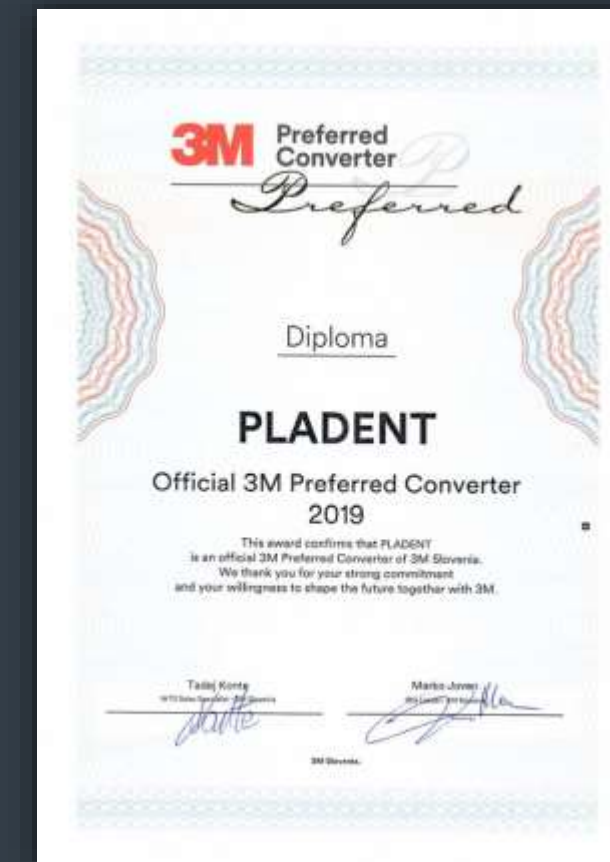 3M Preferred
Converter
Preferred
Diploma
PLADENT
Official 3M Preferred Converter
2019
This award confirms that PLADENT
is an official 3M Preferred Converter of 3M Slovenia.
We thank you for your strong commitment
and your willingness to shape the future together with 3M.
Tadej Konte
Marko Javen
3M Slovenia.